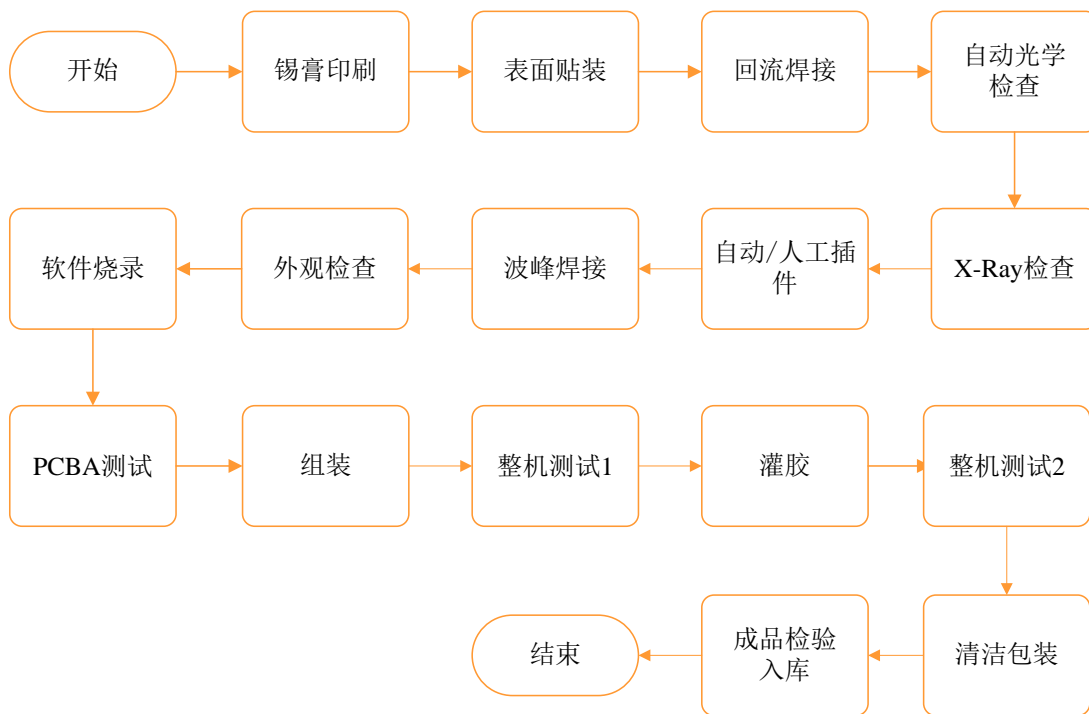 开始
锡膏印刷
表面贴装
回流焊接
自动光学
检查
软件烧录
外观检查
波峰焊接
自动/人工插
件
X-Ray检查
PCBA测试
组装
整机测试1
灌胶
整机测试2
结束
成品检验
入库
清洁包装